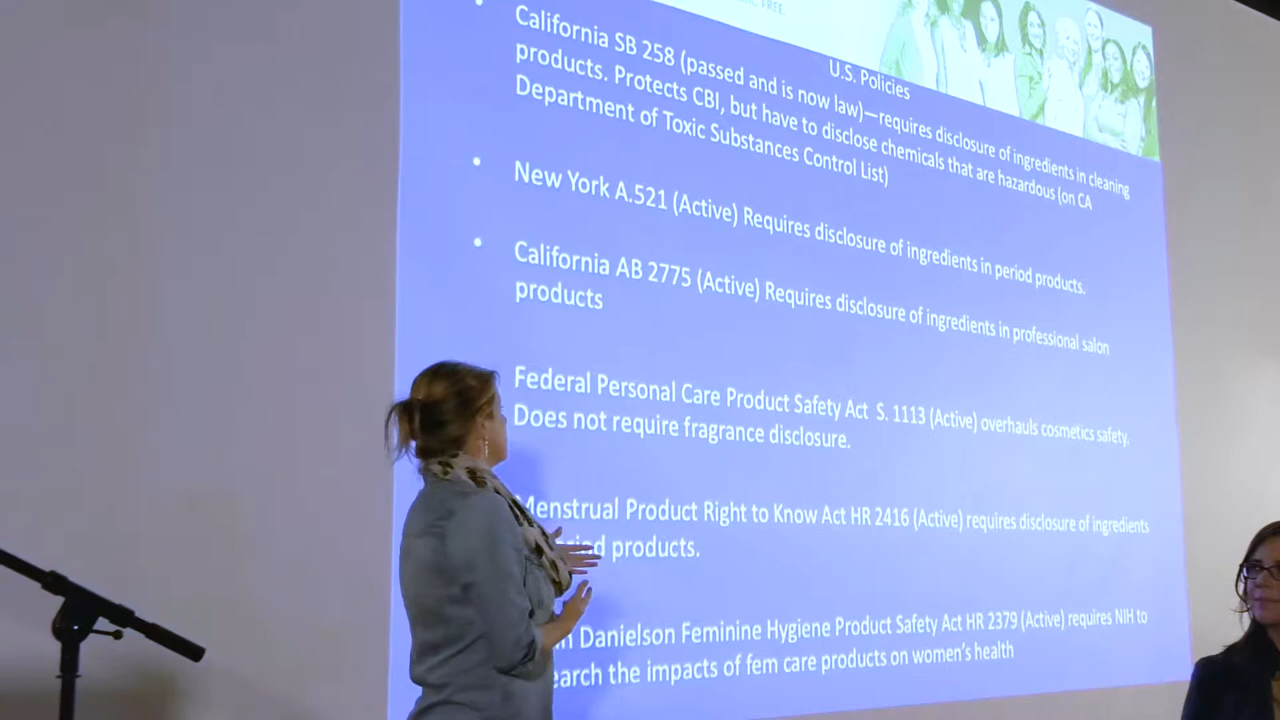 FREE.
U.S. Policies
• California SB 258 (passed and is now law)—requires disclosure of ingredients in cleaning
products. Protects CBI, but have to disclose chemicals that are hazardous (on CA
Department of Toxic Substances Control List)
• New York A.521 (Active) Requires disclosure of ingredients in period products.
• California AB 2775 (Active) Requires disclosure of ingredients in professional salon
products
Federal Personal Care Product Safety Act S. 1113 (Active) overhauls cosmetics safety.
Does not require fragrance disclosure.
Menstrual Product Right to Know Act HR 2416 (Active) requires disclosure of ingredients
products.
Danielson Feminine Hygiene Product Safety Act HR 2379 (Active) requires NIH to
the impacts of fem care products on women's health